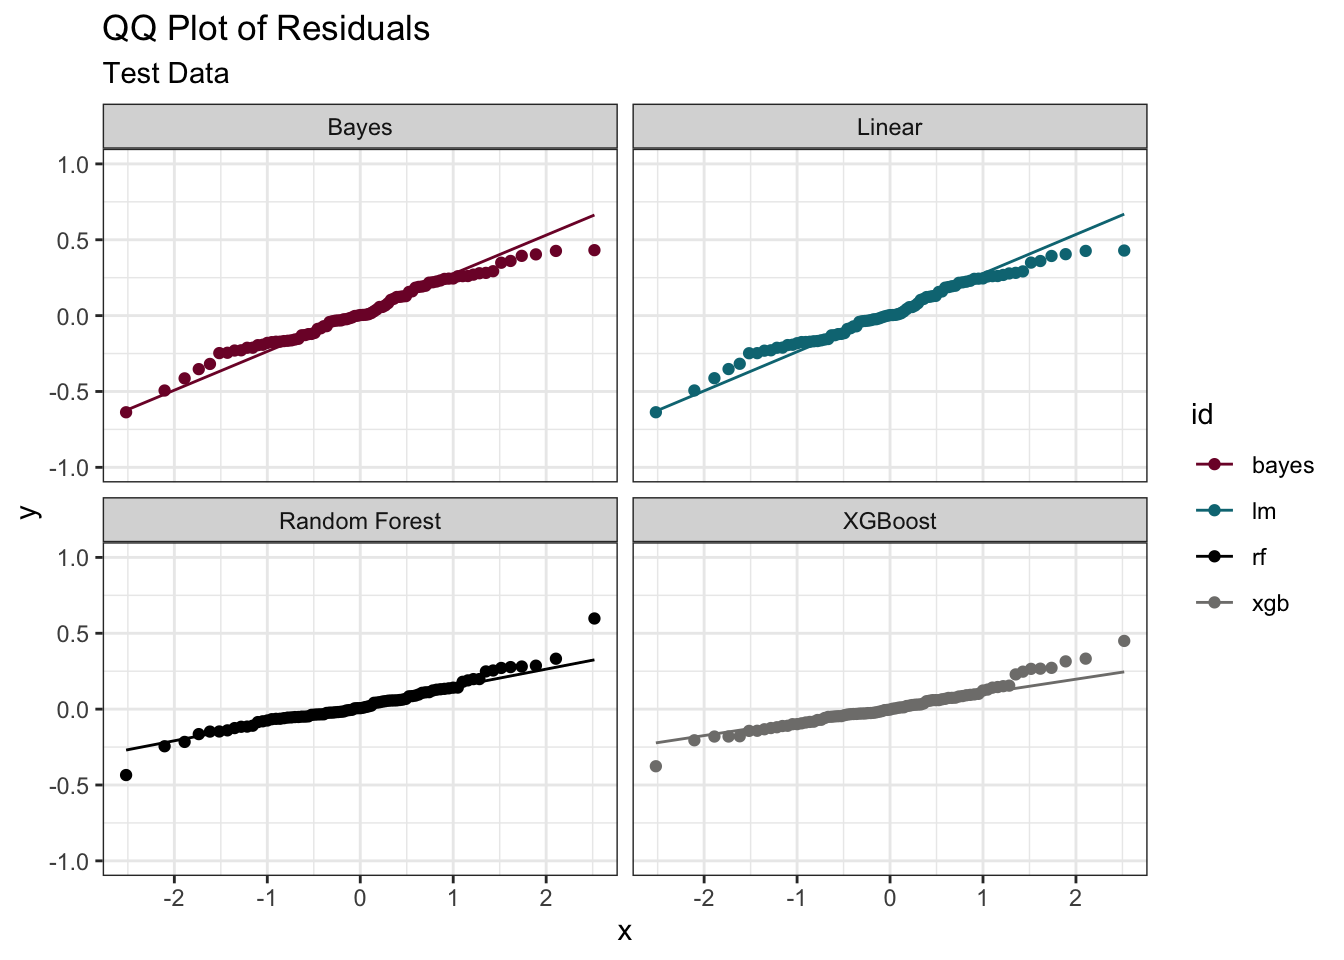 QQ Plot of Residuals
Test Data
Bayes
Linear
1.0
0.5
0.0
-0.5
-1.0
Random Forest
XGBoost
1.0
0.5
0.0
-0.5
-1.0
-2 -1 0 1 2
-2 -1 0 1 2
x
y
id
bayes
lm
rf
xgb